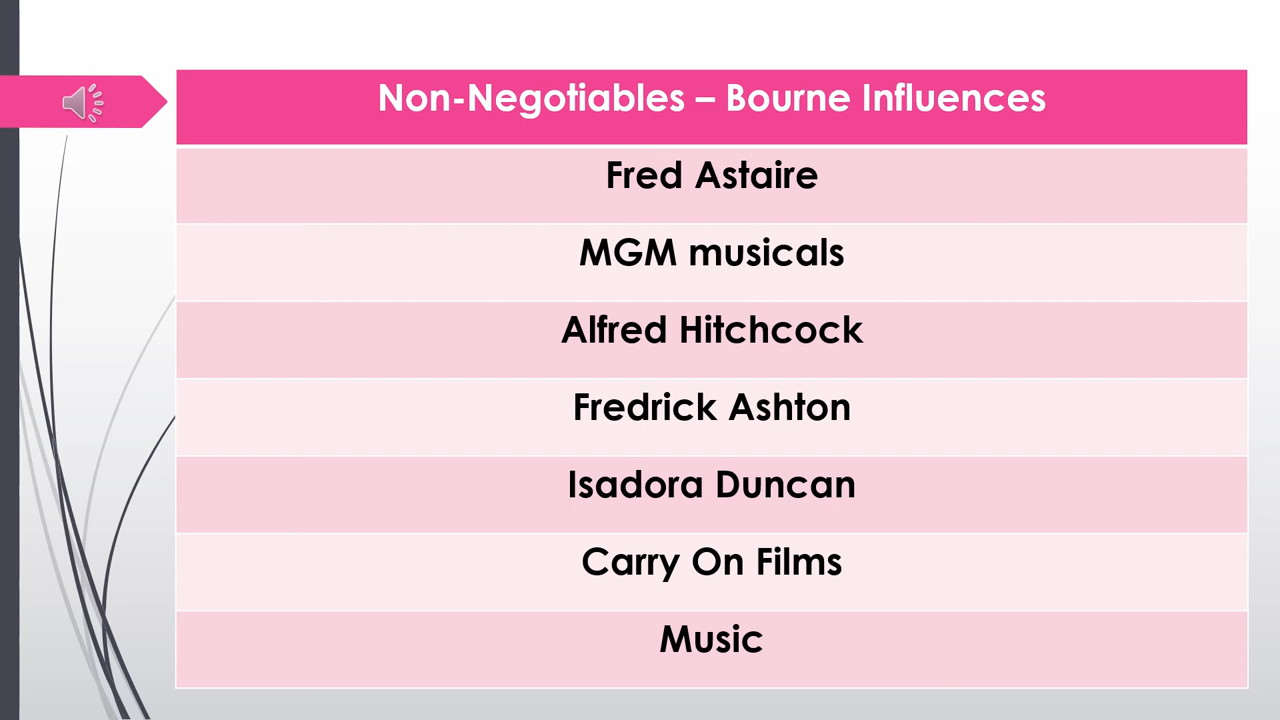 Non-Negotiables – Bourne Influences
Fred Astaire
MGM musicals
Alfred Hitchcock
Fredrick Ashton
Isadora Duncan
Carry On Films
Music